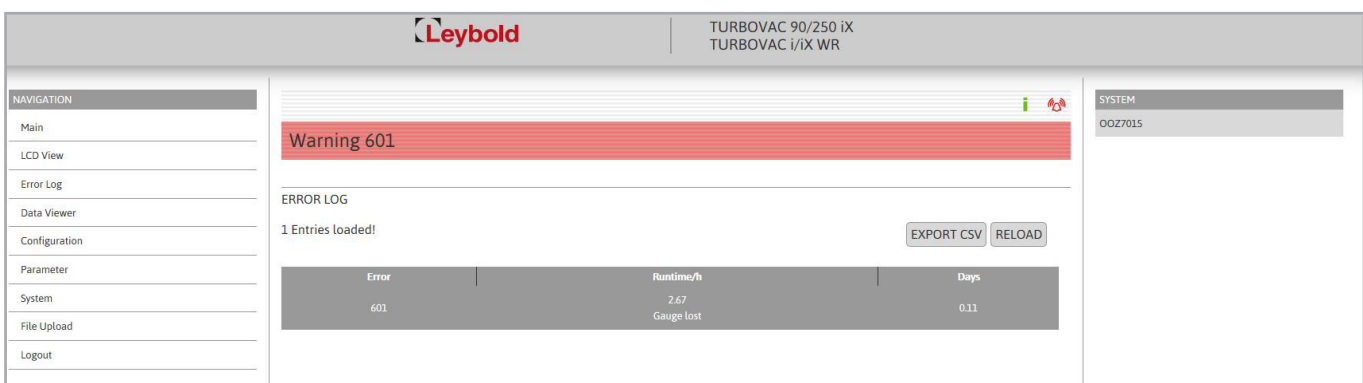 Leybold
TURBOVAC 90/250 iX
TURBOVAC i/iX WR
NAVIGATION
Main
LCD View
Error Log
Data Viewer
Configuration
Parameter
System
File Upload
Logout
Warning 601
ERROR LOG
1 Entries loaded!
EXPORT CSV RELOAD
Error Runtime/h Days
601 2.67 0.11
Gauge lost
SYSTEM
OOZ7015